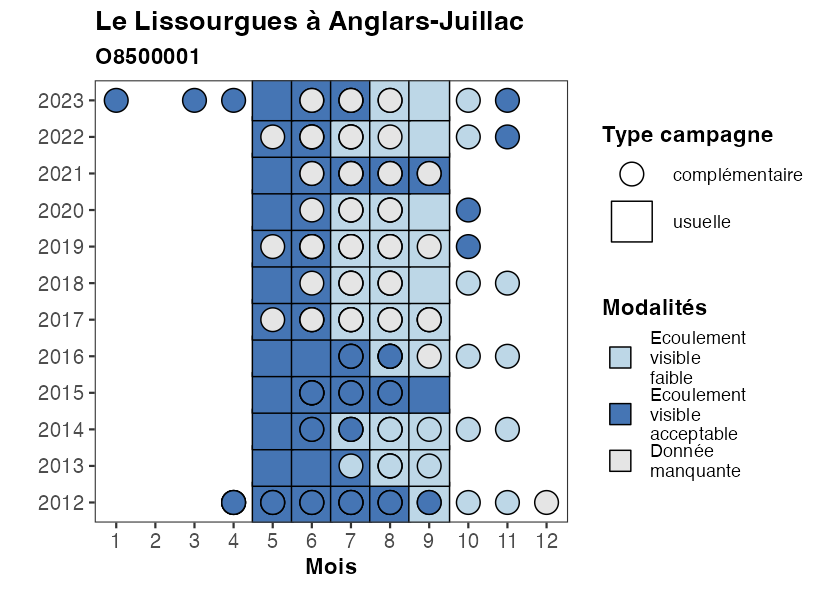 Le Lissourgues à Anglars-Juillac
O8500001
2023
2022
2021
2020
2019
2018
2017
2016
2015
2014
2013
2012
1 2 3 4 5 6 7 8 9 10 11 12
Mois
Type campagne
complémentaire
usuelle
Modalités
Ecoulement
visible
faible
Ecoulement
visible
acceptable
Donnée
manquante